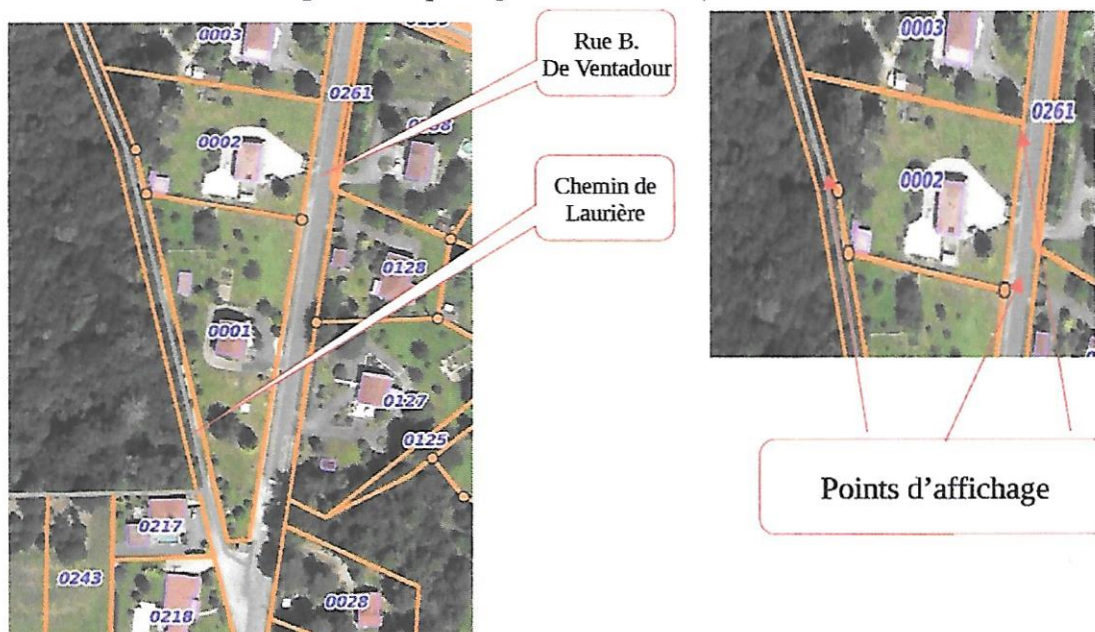 0003
0261
0002
0001
0128
0127
0125
0217
0243
0218
0028
Rue B.
De Ventadour
Chemin de
Laurière
0003
0261
0002
Points d’affichage